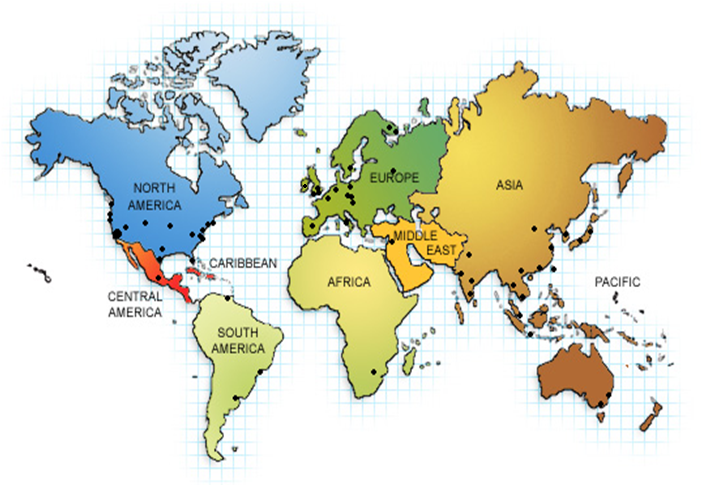 NORTH
AMERICA
EUROPE
ASIA
MIDDLE
EAST
CARIBBEAN
AFRICA
PACIFIC
CENTRAL
AMERICA
SOUTH
AMERICA